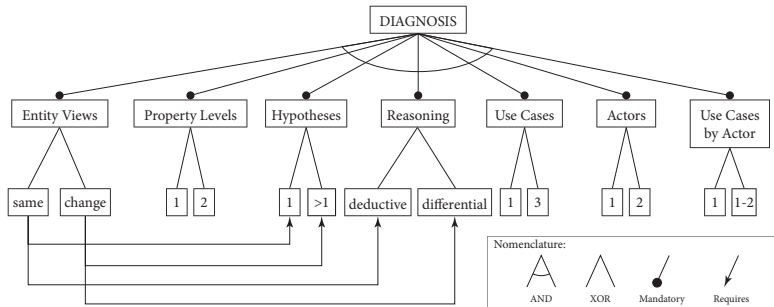 DIAGNOSIS
Entity Views
Property Levels
Hypotheses
Reasoning
Use Cases
Actors
Use Cases
by Actor
same
change
1
2
1
>1
deductive
differential
1
3
1
2
1
1-2
Nomenclature:
AND
XOR
Mandatory
Requires